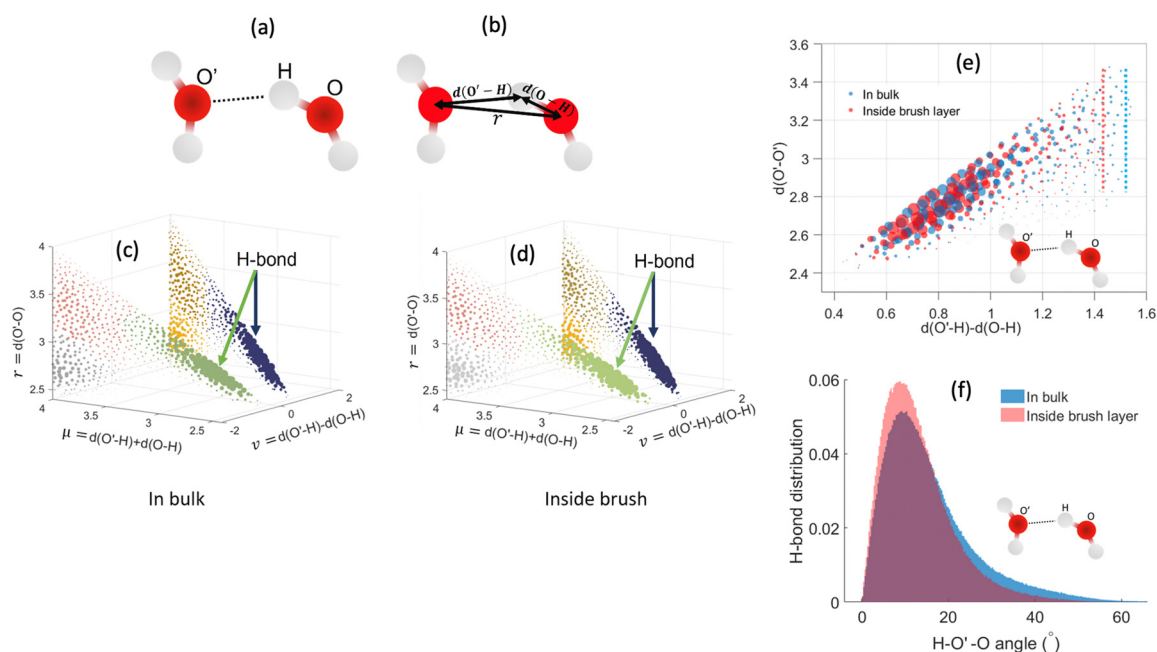 (a)
O'
H
O
(b)
d(O' – H)
d(O – H)
r
(c)
H-bond
4
3.5
3
2.5
r = d(O'-O)
4
3.5
3
2.5
μ = d(O'-H)+d(O-H)
-2
0
2
ν = d(O'-H)-d(O-H)
In bulk
(d)
H-bond
4
3.5
3
2.5
r = d(O'-O)
4
3.5
3
2.5
μ = d(O'-H)+d(O-H)
-2
0
2
ν = d(O'-H)-d(O-H)
Inside brush
(e)
In bulk
Inside brush layer
3.6
3.4
3.2
3
2.8
2.6
2.4
d(O'-O')
O'
H
O
0.4
0.6
0.8
1
1.2
1.4
1.6
d(O'-H)-d(O-H)
(f)
In bulk
Inside brush layer
0.06
0.04
0.02
0
H-bond distribution
O'
H
O
0
20
40
60
H-O' -O angle (°)